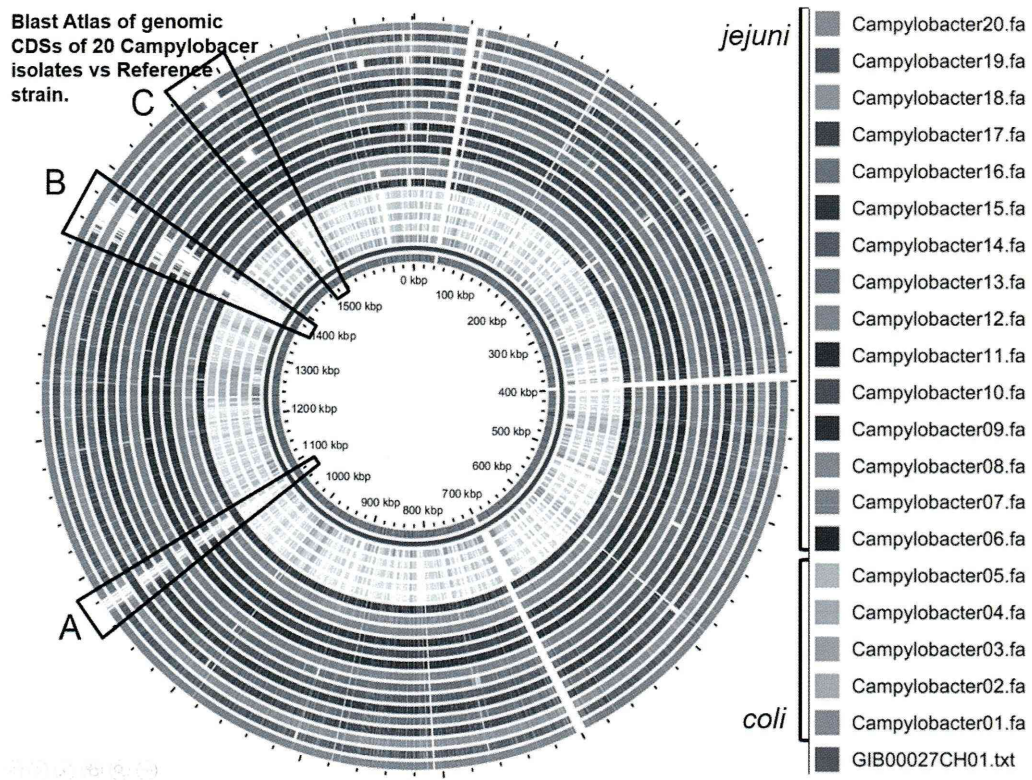 Blast Atlas of genomic
CDSs of 20 Campylobacer
isolates vs Reference
strain.
C
B
A
0 kbp
100 kbp
200 kbp
300 kbp
400 kbp
500 kbp
600 kbp
700 kbp
800 kbp
900 kbp
1000 kbp
1100 kbp
1200 kbp
1300 kbp
1400 kbp
1500 kbp
jejuni
Campylobacter20.fa
Campylobacter19.fa
Campylobacter18.fa
Campylobacter17.fa
Campylobacter16.fa
Campylobacter15.fa
Campylobacter14.fa
Campylobacter13.fa
Campylobacter12.fa
Campylobacter11.fa
Campylobacter10.fa
Campylobacter09.fa
Campylobacter08.fa
Campylobacter07.fa
Campylobacter06.fa
coli
Campylobacter05.fa
Campylobacter04.fa
Campylobacter03.fa
Campylobacter02.fa
Campylobacter01.fa
GIB00027CH01.txt